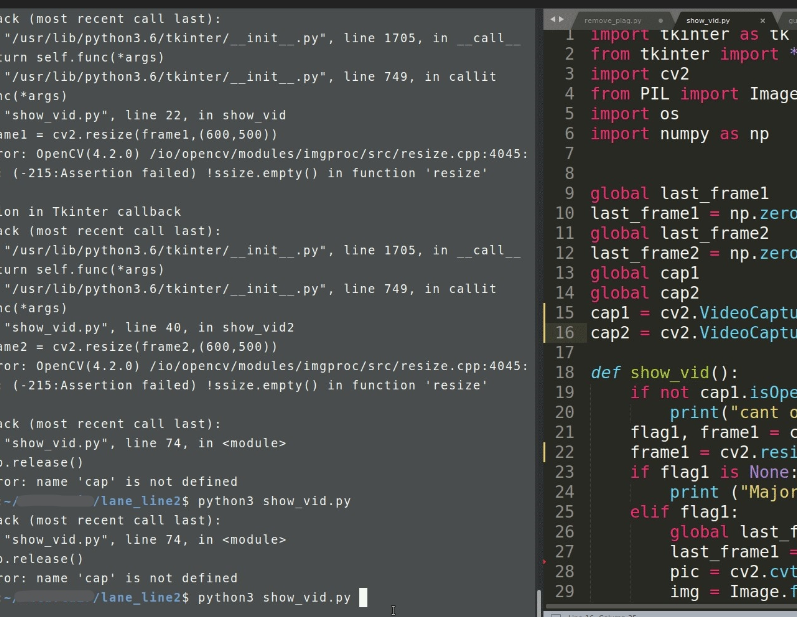 ack (most recent call last):
"/usr/lib/python3.6/tkinter/__init__.py", line 1705, in __call__
turn self.func(*args)
"/usr/lib/python3.6/tkinter/__init__.py", line 749, in callit
nc(*args)
"show_vid.py", line 22, in show_vid
ame1 = cv2.resize(frame1,(600,500))
ror: OpenCV(4.2.0) /io/opencv/modules/imgproc/src/resize.cpp:4045:
: (-215:Assertion failed) !ssize.empty() in function 'resize'
ion in Tkinter callback
ack (most recent call last):
"/usr/lib/python3.6/tkinter/__init__.py", line 1705, in __call__
turn self.func(*args)
"/usr/lib/python3.6/tkinter/__init__.py", line 749, in callit
nc(*args)
"show_vid.py", line 40, in show_vid2
ame2 = cv2.resize(frame2,(600,500))
ror: OpenCV(4.2.0) /io/opencv/modules/imgproc/src/resize.cpp:4045:
: (-215:Assertion failed) !ssize.empty() in function 'resize'
ack (most recent call last):
"show_vid.py", line 74, in <module>
p.release()
ror: name 'cap' is not defined
:~/ /lane_line2$ python3 show_vid.py
ack (most recent call last):
"show_vid.py", line 74, in <module>
p.release()
ror: name 'cap' is not defined
:~/ /lane_line2$ python3 show_vid.py
remove_plag.py
show_vid.py
gu
1 import tkinter as tk
2 from tkinter import *
3 import cv2
4 from PIL import Image
5 import os
6 import numpy as np
7
8
9 global last_frame1
10 last_frame1 = np.zero
11 global last_frame2
12 last_frame2 = np.zero
13 global cap1
14 global cap2
15 cap1 = cv2.VideoCaptu
16 cap2 = cv2.VideoCaptu
17
18 def show_vid():
19 if not cap1.isOpe
20 print("cant o
21 flag1, frame1 = c
22 frame1 = cv2.resi
23 if flag1 is None:
24 print ("Major
25 elif flag1:
26 global last_f
27 last_frame1 =
28 pic = cv2.cvt
29 img = Image.f